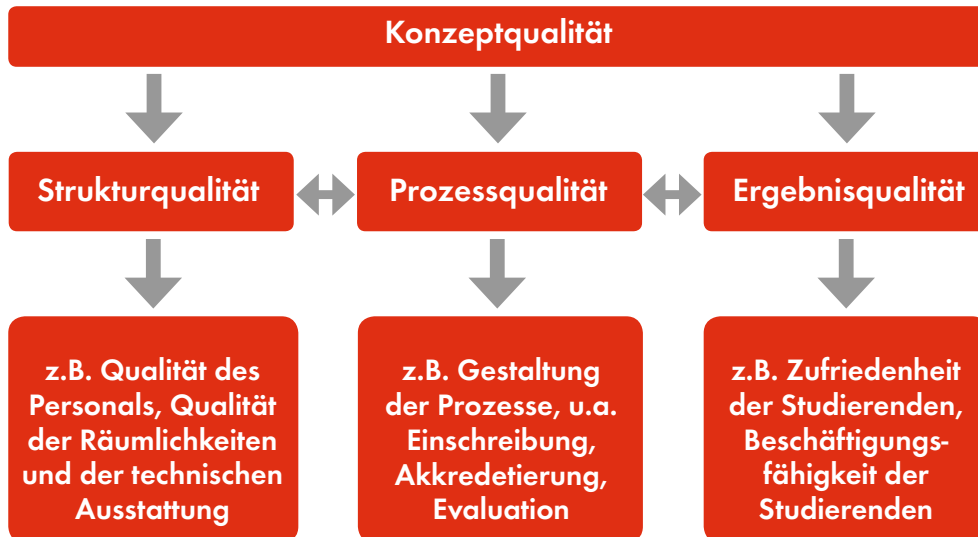 Konzeptqualität
Strukturqualität
Prozessqualität
Ergebnisqualität
z.B. Qualität des
Personals, Qualität
der Räumlichkeiten
und der technischen
Ausstattung
z.B. Gestaltung
der Prozesse, u.a.
Einschreibung,
Akkredetierung,
Evaluation
z.B. Zufriedenheit
der Studierenden,
Beschäftigungs-
fähigkeit der
Studierenden